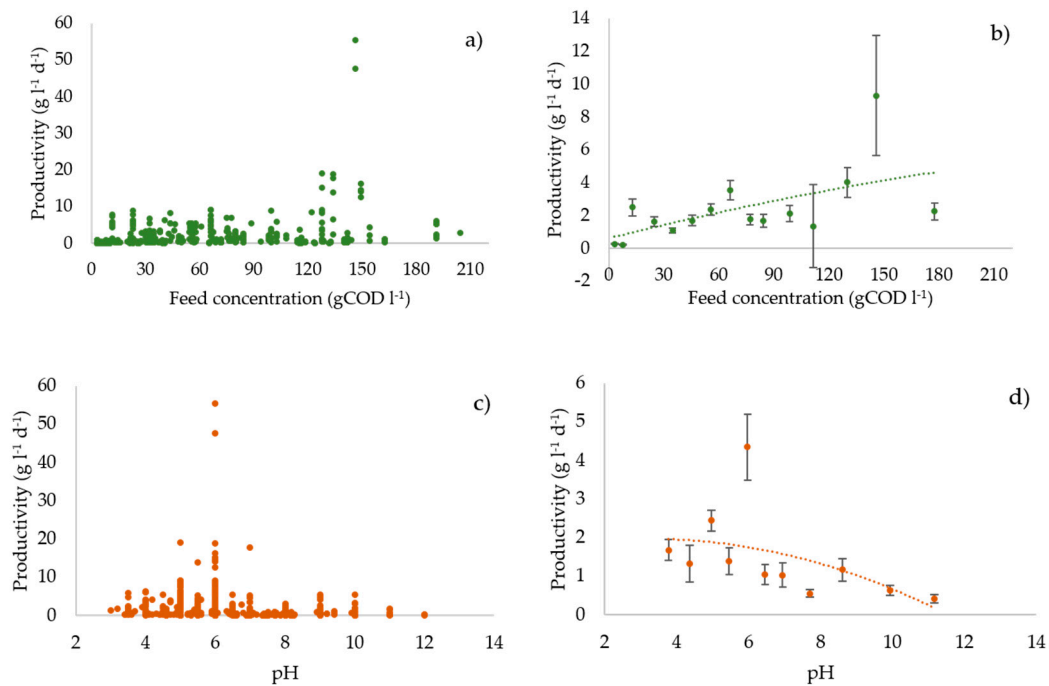 a)
Productivity (g l⁻¹ d⁻¹)
60
50
40
30
20
10
0
0 30 60 90 120 150 180 210
Feed concentration (gCOD l⁻¹)
b)
Productivity (g l⁻¹ d⁻¹)
14
12
10
8
6
4
2
0
-2
0 30 60 90 120 150 180 210
Feed concentration (gCOD l⁻¹)
c)
Productivity (g l⁻¹ d⁻¹)
60
50
40
30
20
10
0
2 4 6 8 10 12 14
pH
d)
Productivity (g l⁻¹ d⁻¹)
6
5
4
3
2
1
0
2 4 6 8 10 12 14
pH